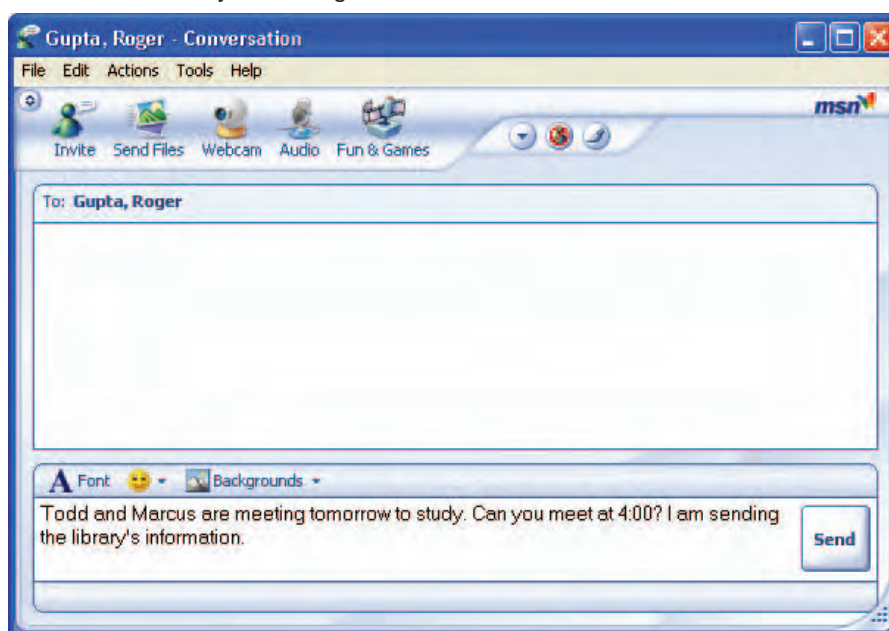 Gupta, Roger - Conversation
File Edit Actions Tools Help
msn
Invite Send Files Webcam Audio Fun & Games
To: Gupta, Roger
A Font Backgrounds
Todd and Marcus are meeting tomorrow to study. Can you meet at 4:00? I am sending
the library's information.
Send